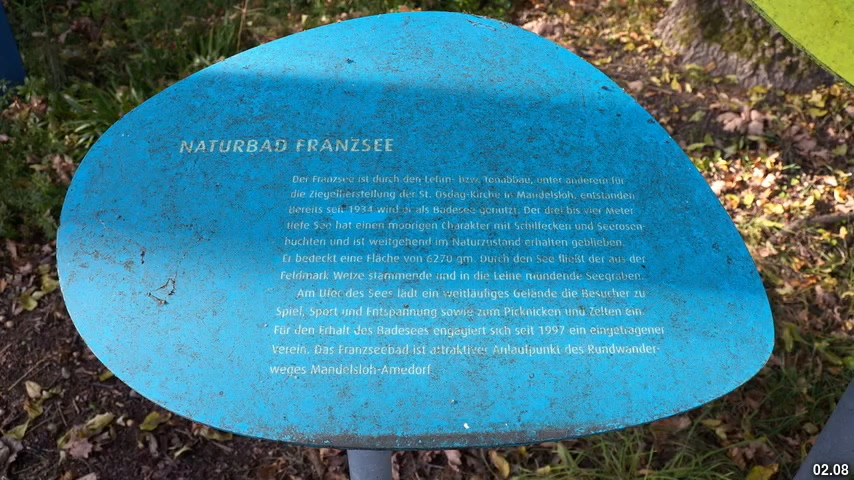 NATURBAD FRANZSEE
Der Franzsee ist durch den Lehm- bzw. Tonabbau, unter anderem für
die Ziegelherstellung der St. Osdag-Kirche in Mandelsloh, entstanden
Bereits seit 1934 wird er als Badesee genutzt. Der drei bis vier Meter
tiefe See hat einen moorigen Charakter mit Schilfecken und Seerosen-
buchten und ist weitgehend im Naturzustand erhalten geblieben.
Er bedeckt eine Fläche von 6270 qm. Durch den See fließt der aus der
Feldmark Welze stammende und in die Leine mündende Seegraben.
Am Ufer des Sees lädt ein weitläufiges Gelände die Besucher zu
Spiel, Sport und Entspannung sowie zum Picknicken und Zelten ein.
Für den Erhalt des Badesees engagiert sich seit 1997 ein eingetragener
Verein. Das Franzseebad ist attraktiver Anlaufpunkt des Rundwander-
weges Mandelsloh-Amedorf.
02.08